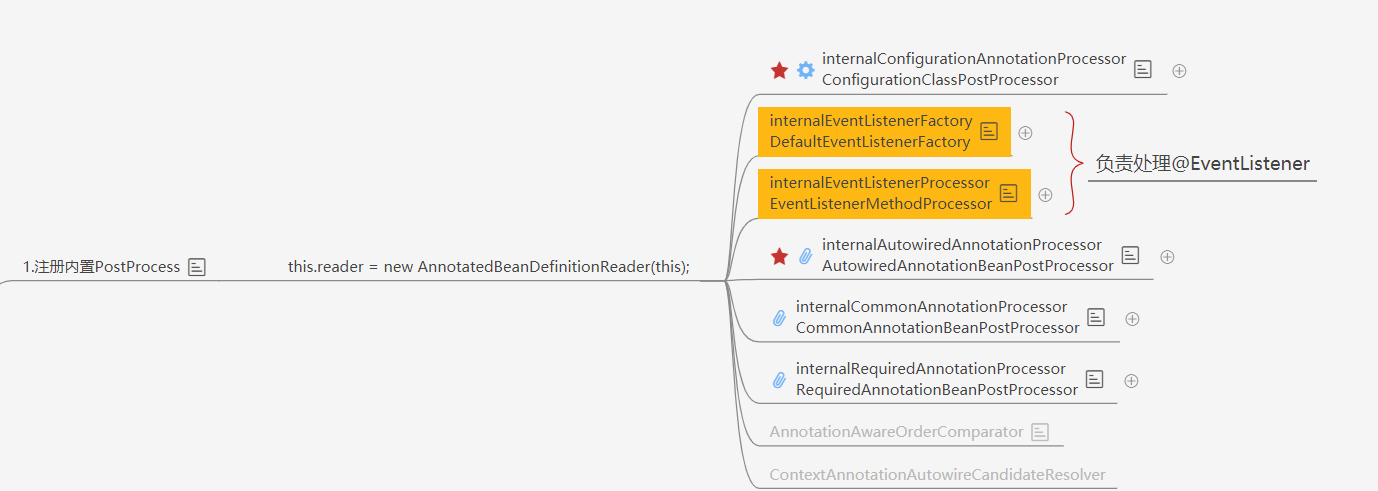 internalConfigurationAnnotationProcessor
ConfigurationClassPostProcessor
internalEventListenerFactory
DefaultEventListenerFactory
负责处理@EventListener
internalEventListenerProcessor
EventListenerMethodProcessor
internalAutowiredAnnotationProcessor
AutowiredAnnotationBeanPostProcessor
1.注册内置PostProcess
this.reader = new AnnotatedBeanDefinitionReader(this);
internalCommonAnnotationProcessor
CommonAnnotationBeanPostProcessor
internalRequiredAnnotationProcessor
RequiredAnnotationBeanPostProcessor
AnnotationAwareOrderComparator
ContextAnnotationAutowireCandidateResolver